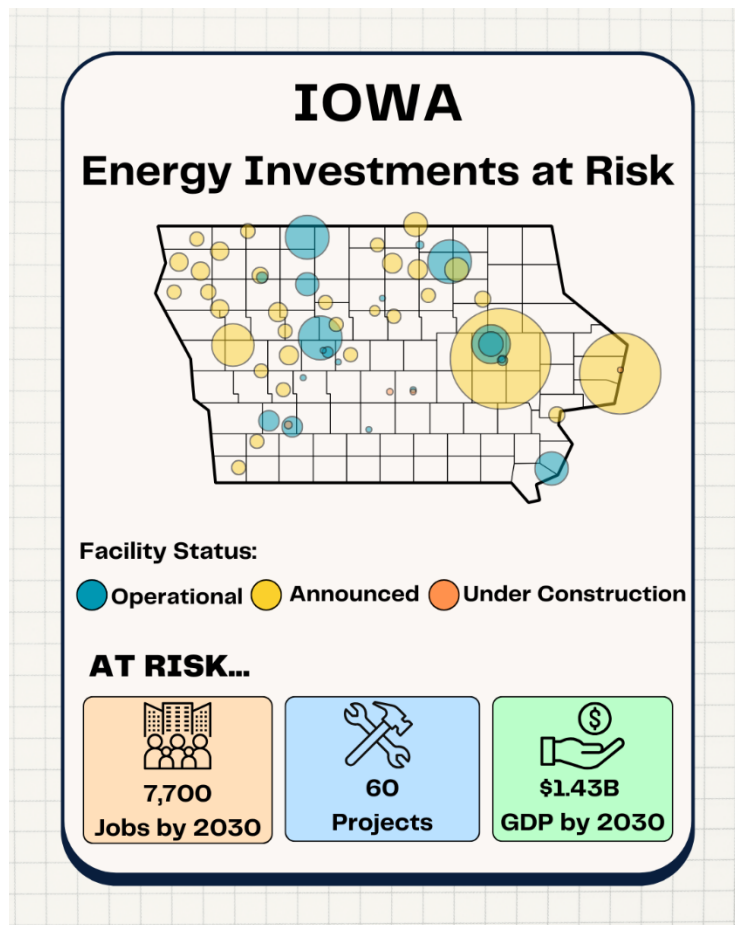 IOWA
Energy Investments at Risk
Facility Status:
Operational Announced Under Construction
AT RISK...
$
7,700
Jobs by 2030
60
Projects
$1.43B
GDP by 2030